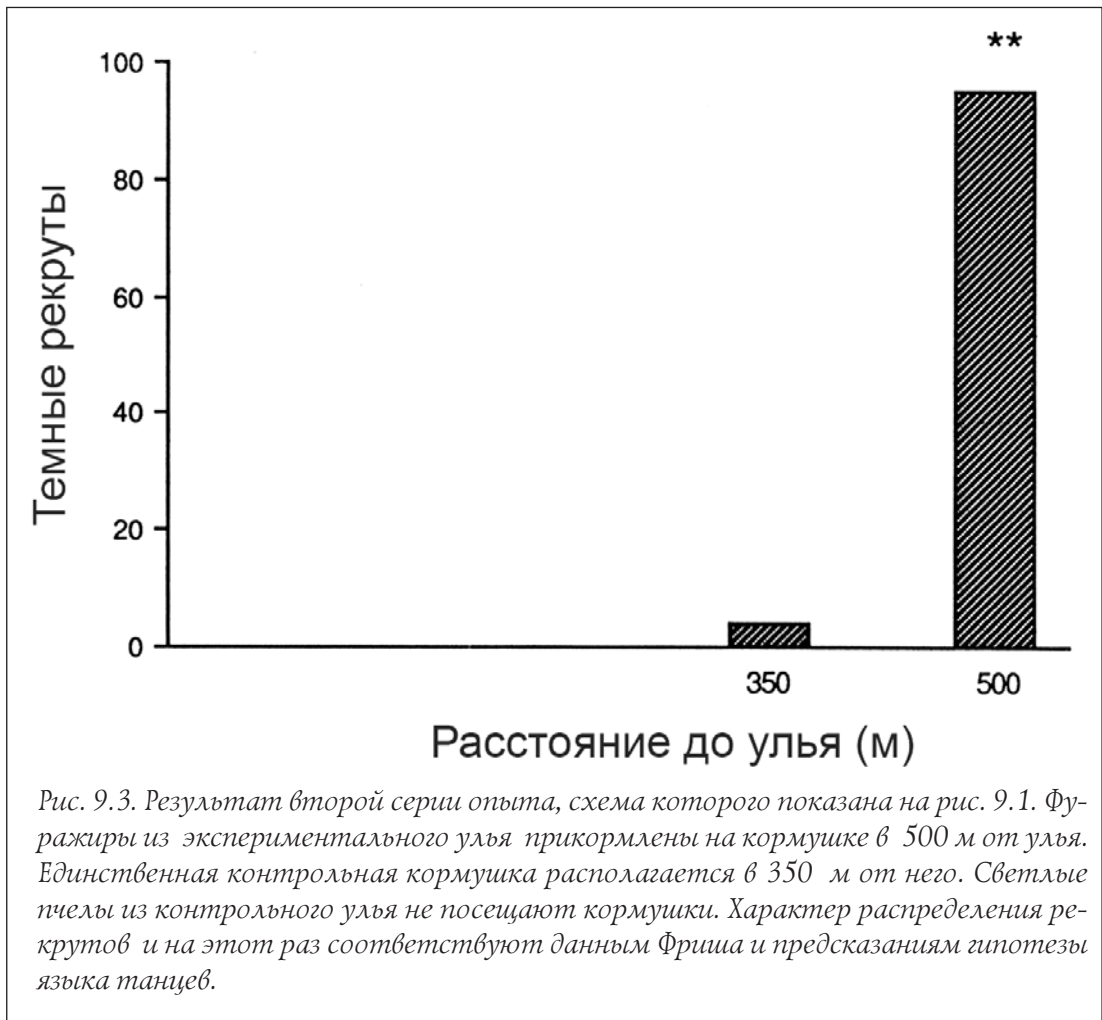 **
100
80
60
40
20
0
Темные рекруты
350 500
Расстояние до улья (м)
Рис. 9.3. Результат второй серии опыта, схема которого показана на рис. 9.1. Фу-
ражиры из экспериментального улья прикормлены на кормушке в 500 м от улья.
Единственная контрольная кормушка располагается в 350 м от него. Светлые
пчелы из контрольного улья не посещают кормушки. Характер распределения ре-
крутов и на этот раз соответствуют данным Фриша и предсказаниям гипотезы
языка танцев.